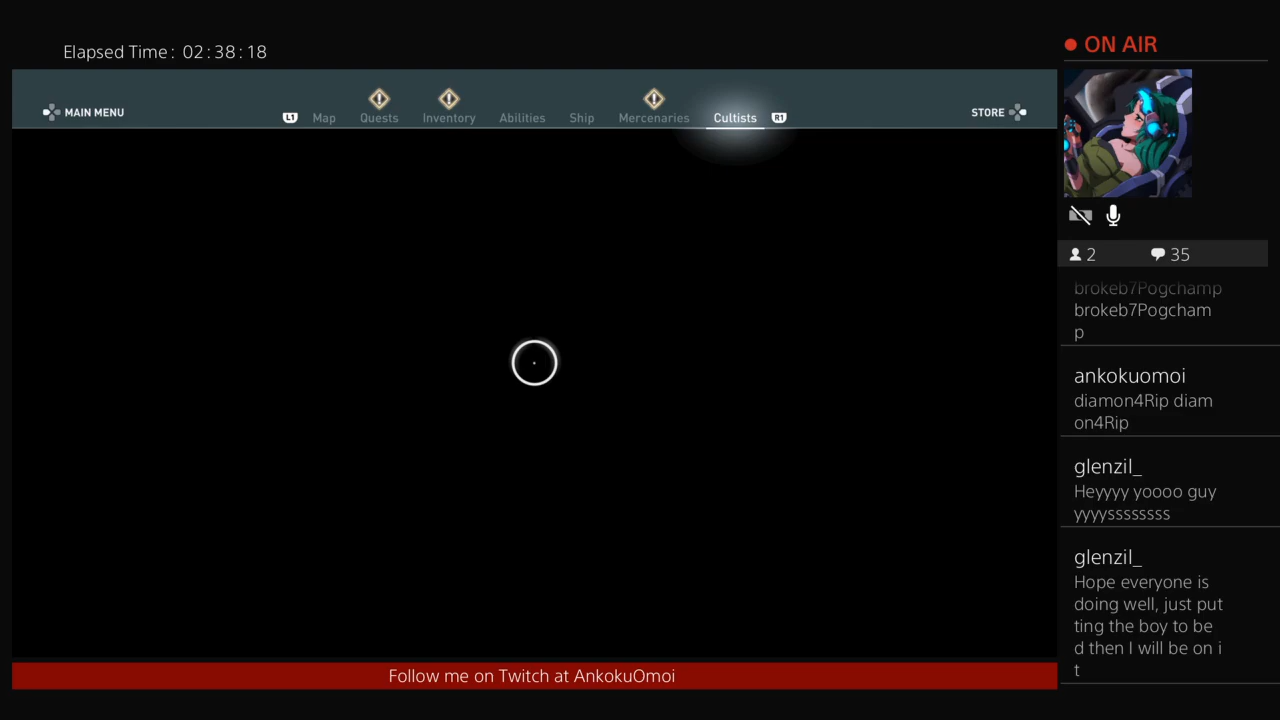 Elapsed Time: 02:38:18
ON AIR
MAIN MENU
L1
Map
Quests
Inventory
Abilities
Ship
Mercenaries
Cultists
R1
STORE
2
35
brokeb7Pogchamp
brokeb7Pogcham
p
ankokuomoi
diamon4Rip diam
on4Rip
glenzil_
Heyyyy yoooo guy
yyyyssssssss
glenzil_
Hope everyone is
doing well, just put
ting the boy to be
d then I will be on i
t
Follow me on Twitch at AnkokuOmoi